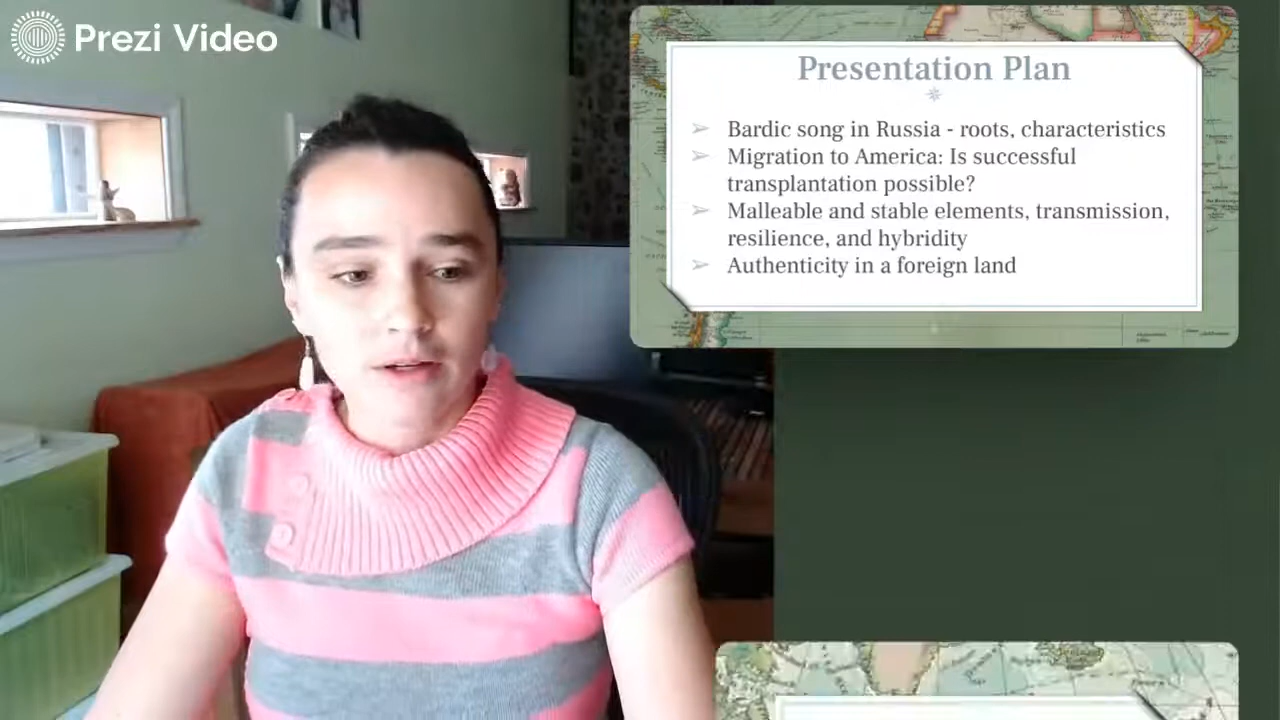 Prezi Video
Presentation Plan
Bardic song in Russia - roots, characteristics
Migration to America: Is successful
transplantation possible?
Malleable and stable elements, transmission,
resilience, and hybridity
Authenticity in a foreign land